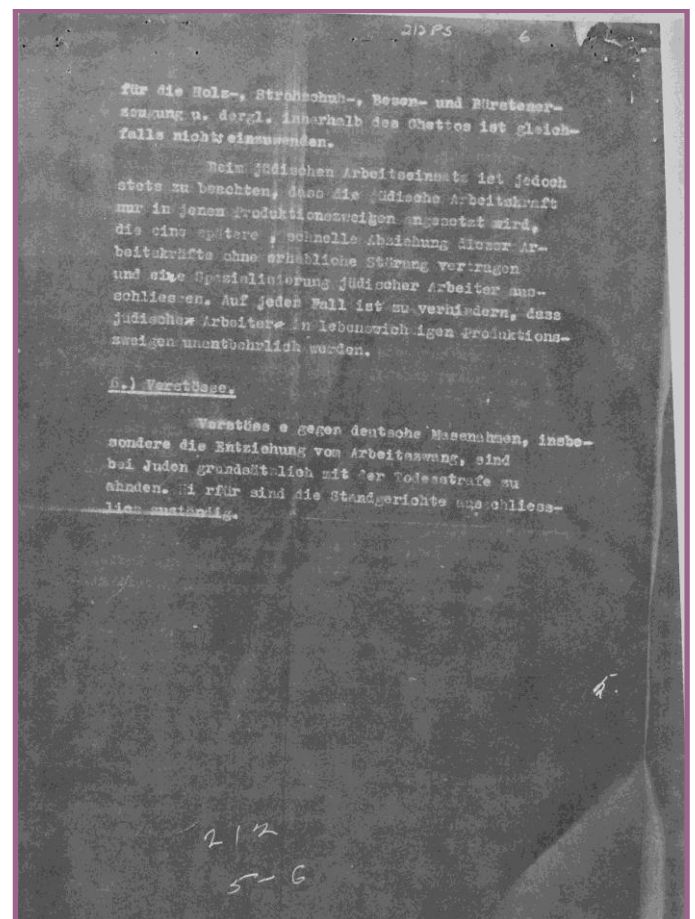 212 PS 6
für die Holz-, Strohschuh-, Besen- und Bürstener-
zeugung u. dergl. innerhalb des Ghettos ist gleich-
falls nichts einzuwenden.
Beim jüdischen Arbeitseinsatz ist jedoch
stets zu beachten, dass die jüdische Arbeitskraft
nur in jenen Produktionszweigen angesetzt wird,
die eine spätere , schnelle Abziehung dieser Ar-
beitskräfte ohne erhebliche Störung vertragen
und eine Spezialisierung jüdischer Arbeiter aus-
schliessen. Auf jeden Fall ist zu verhindern, dass
jüdische Arbeiter in lebenswichtigen Produktions-
zweigen unentbehrlich werden.
6.) Verstösse.
Verstöss e gegen deutsche Massnahmen, insbe-
sondere die Entziehung vom Arbeitszwang, sind
bei Juden grundsätzlich mit der Todesstrafe zu
ahnden. Hi rfür sind die Standgerichte ausschliess-
lich zuständig.
5.
212
5-6